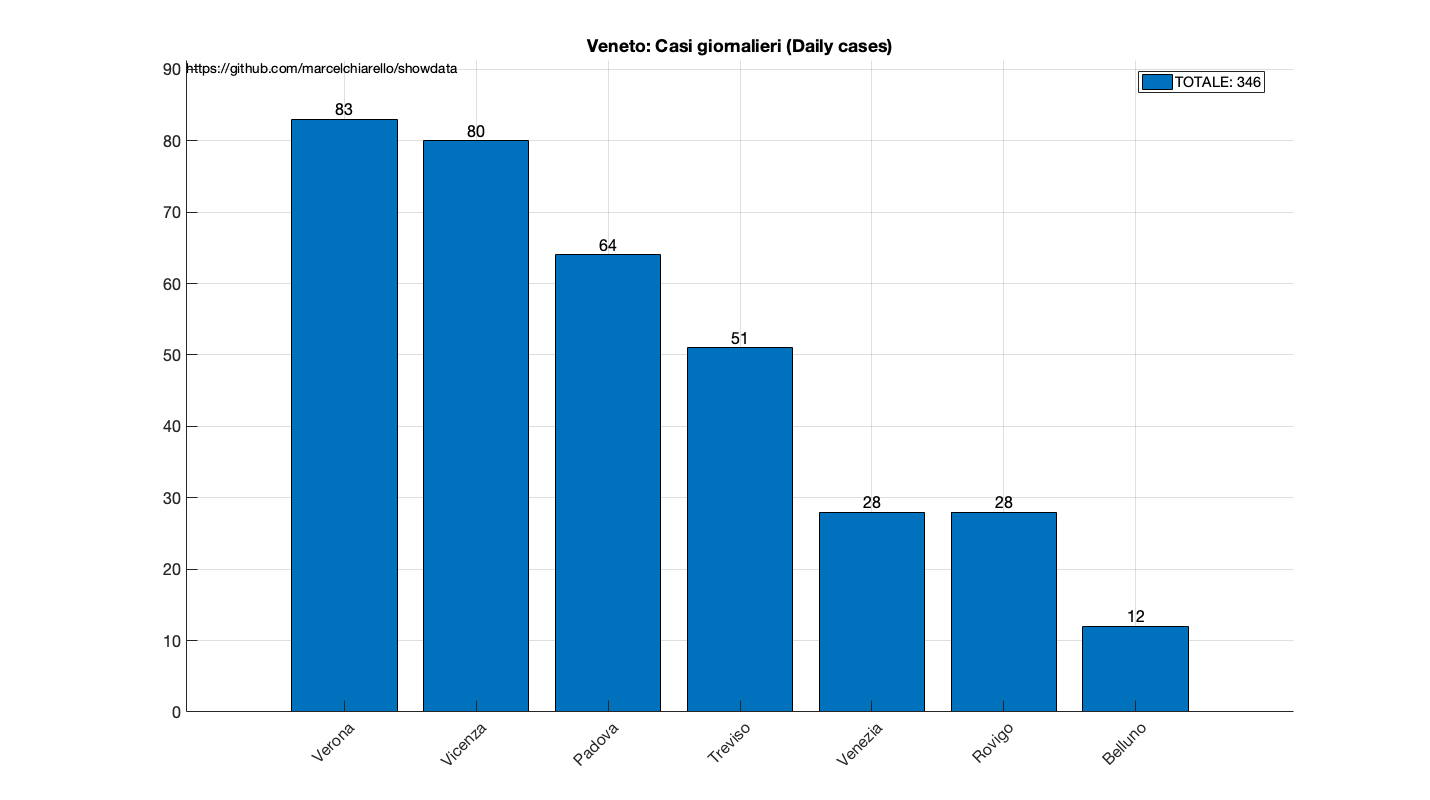 Veneto: Casi giornalieri (Daily cases)
https://github.com/marcelchiarello/showdata
TOTALE: 346
90
80
70
60
50
40
30
20
10
0
83
80
64
51
28
28
12
Verona
Vicenza
Padova
Treviso
Venezia
Rovigo
Belluno